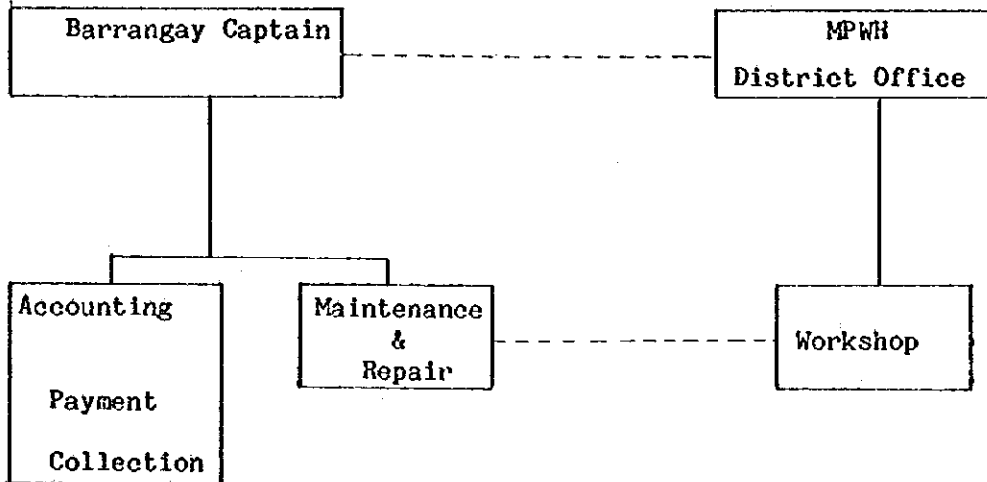 Barrangay Captain
MPWH
District Office
Accounting
Payment
Collection
Maintenance
&
Repair
Workshop